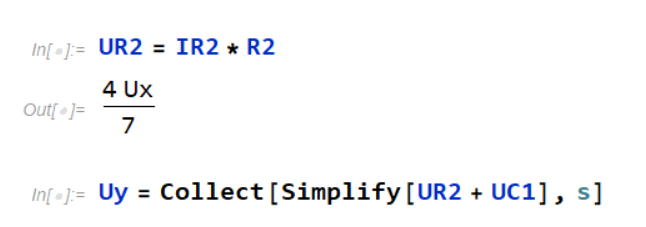 In[ ]:= UR2 = IR2 * R2
Out[ ]= 4 Ux
7
In[ ]:= Uy = Collect[Simplify[UR2 + UC1], s]